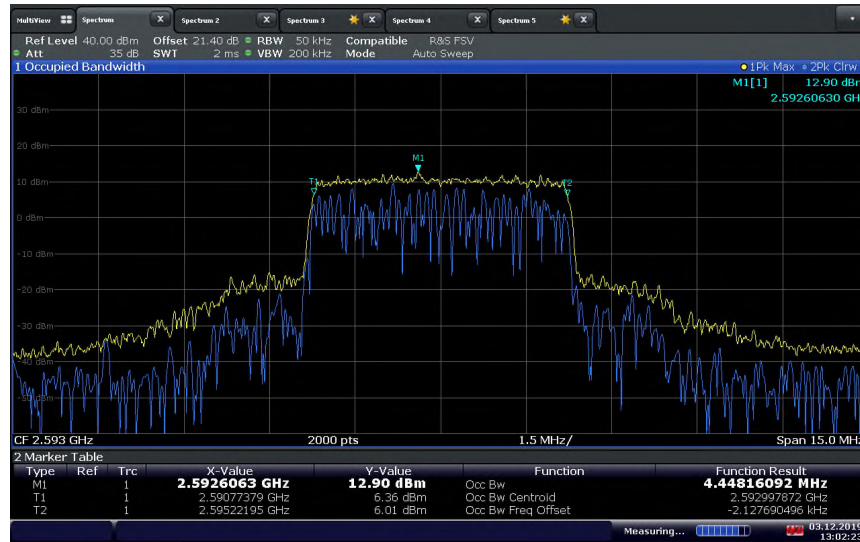 MultiView Spectrum X Spectrum 2 X Spectrum 3 X Spectrum 4 X Spectrum 5 X
Ref Level 40.00 dBm Offset 21.40 dB RBW 50 kHz Compatible R&S FSV
Att 35 dB SWT 2 ms VBW 200 kHz Mode Auto Sweep
1 Occupied Bandwidth 1Pk Max 2Pk Clrw
M1[1] 12.90 dBm
2.59260630 GH
30 dBm
20 dBm
M1
10 dBm
T1 T2
0 dBm
-10 dBm
-20 dBm
-30 dBm
-40 dBm
-50 dBm
CF 2.593 GHz 2000 pts 1.5 MHz/ Span 15.0 MHz
2 Marker Table
Type Ref Trc X-Value Y-Value Function Function Result
M1 1 2.5926063 GHz 12.90 dBm Occ Bw 4.44816092 MHz
T1 1 2.59077379 GHz 6.36 dBm Occ Bw Centroid 2.592997872 GHz
T2 1 2.59522195 GHz 6.01 dBm Occ Bw Freq Offset -2.127690496 kHz
Measuring... 03.12.2019
13:02:23